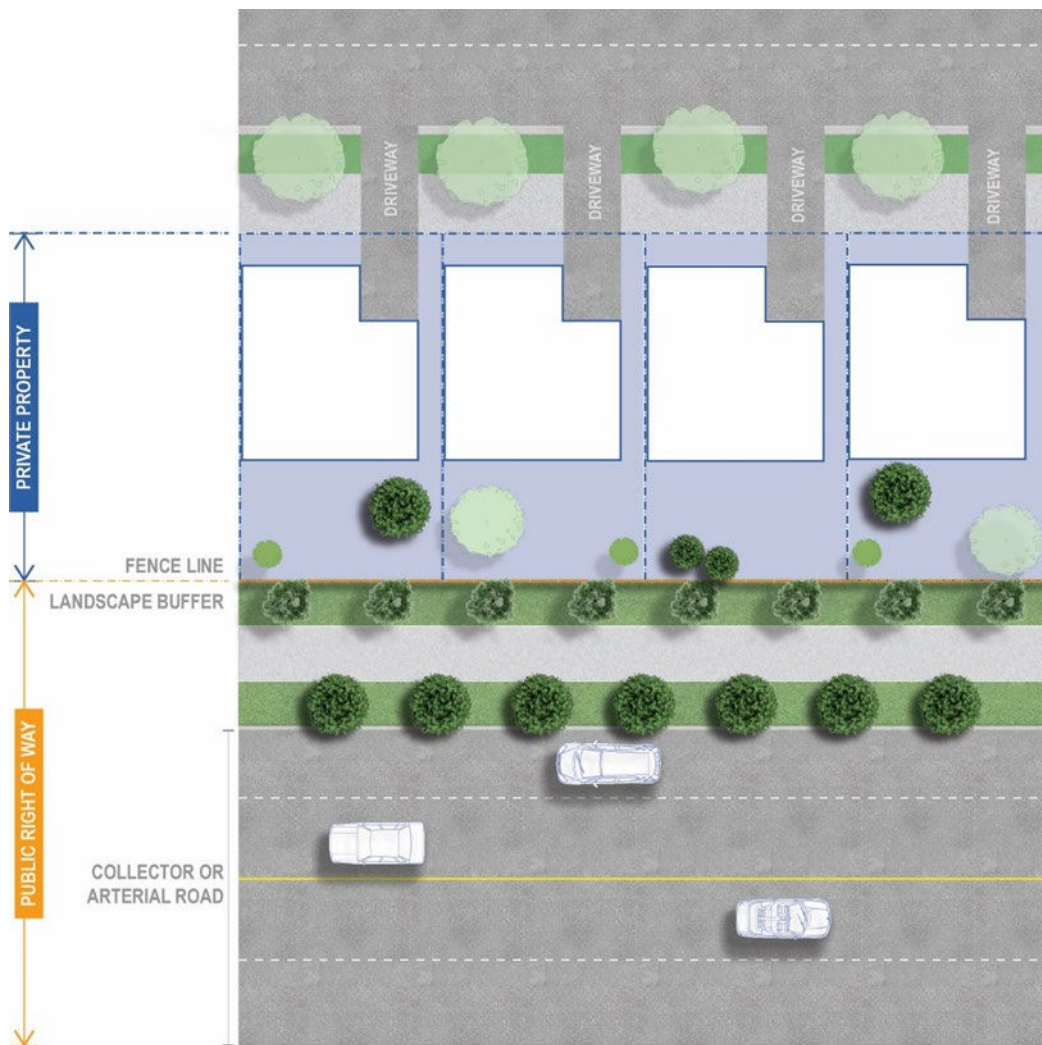 DRIVEWAY
DRIVEWAY
DRIVEWAY
DRIVEWAY
PRIVATE PROPERTY
FENCE LINE
LANDSCAPE BUFFER
PUBLIC RIGHT OF WAY
COLLECTOR OR
ARTERIAL ROAD